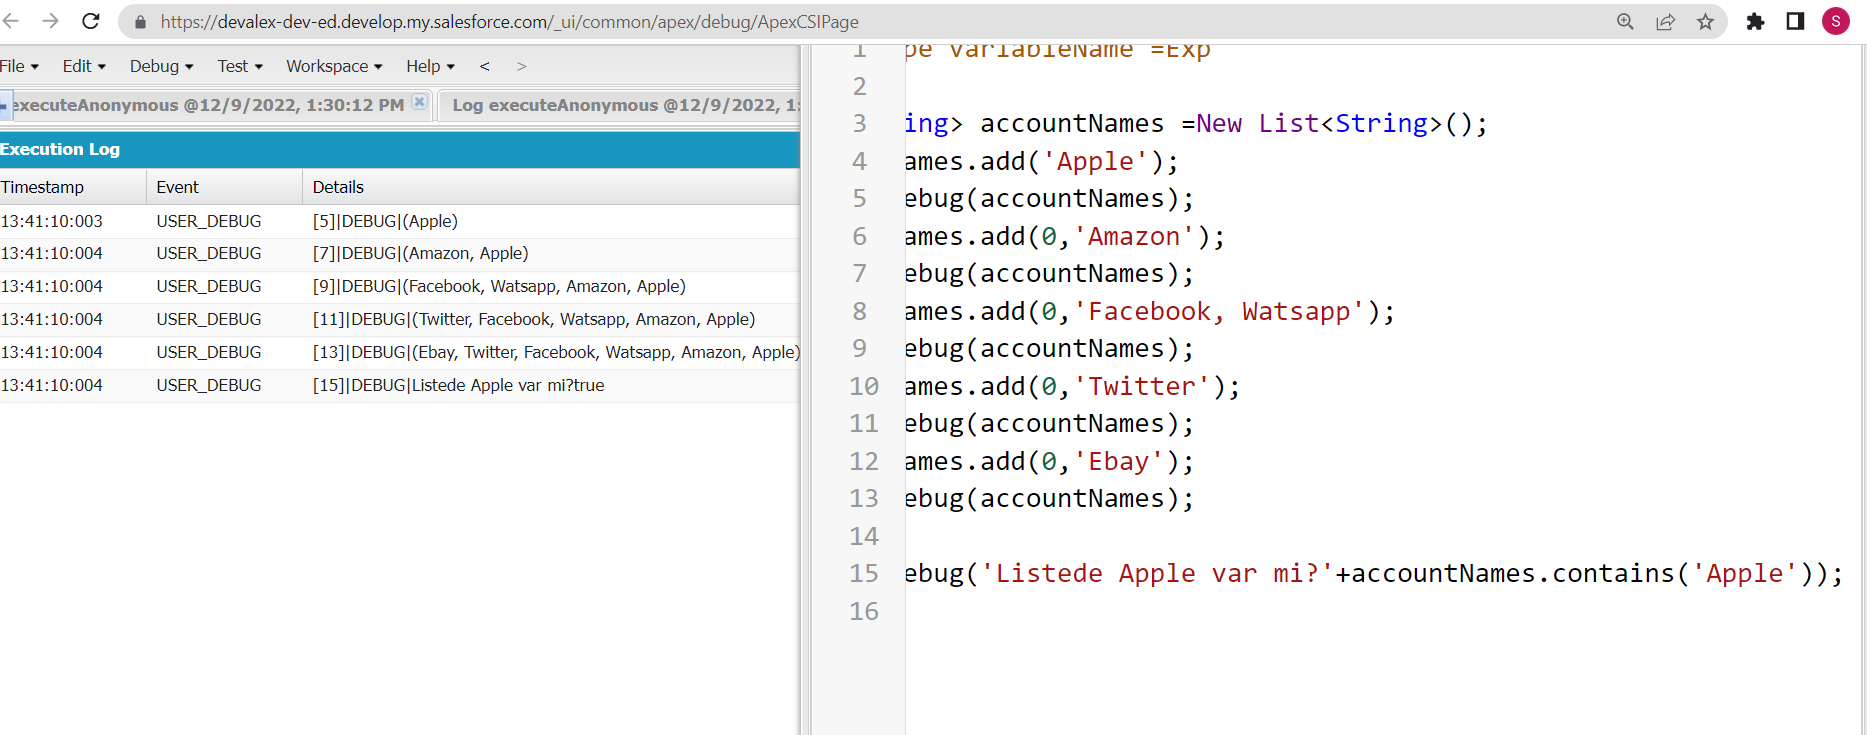 https://devalex-dev-ed.develop.my.salesforce.com/_ui/common/apex/debug/ApexCSIPage
S
File Edit Debug Test Workspace Help < >
executeAnonymous @12/9/2022, 1:30:12 PM
Log executeAnonymous @12/9/2022, 1:
Execution Log
Timestamp Event Details
13:41:10:003 USER_DEBUG [5]|DEBUG|(Apple)
13:41:10:004 USER_DEBUG [7]|DEBUG|(Amazon, Apple)
13:41:10:004 USER_DEBUG [9]|DEBUG|(Facebook, Watsapp, Amazon, Apple)
13:41:10:004 USER_DEBUG [11]|DEBUG|(Twitter, Facebook, Watsapp, Amazon, Apple)
13:41:10:004 USER_DEBUG [13]|DEBUG|(Ebay, Twitter, Facebook, Watsapp, Amazon, Apple)
13:41:10:004 USER_DEBUG [15]|DEBUG|Listede Apple var mi?true
1 pe variableName =Exp
2
3 ing> accountNames =New List<String>();
4 ames.add('Apple');
5 ebug(accountNames);
6 ames.add(0,'Amazon');
7 ebug(accountNames);
8 ames.add(0,'Facebook, Watsapp');
9 ebug(accountNames);
10 ames.add(0,'Twitter');
11 ebug(accountNames);
12 ames.add(0,'Ebay');
13 ebug(accountNames);
14
15 ebug('Listede Apple var mi?'+accountNames.contains('Apple'));
16